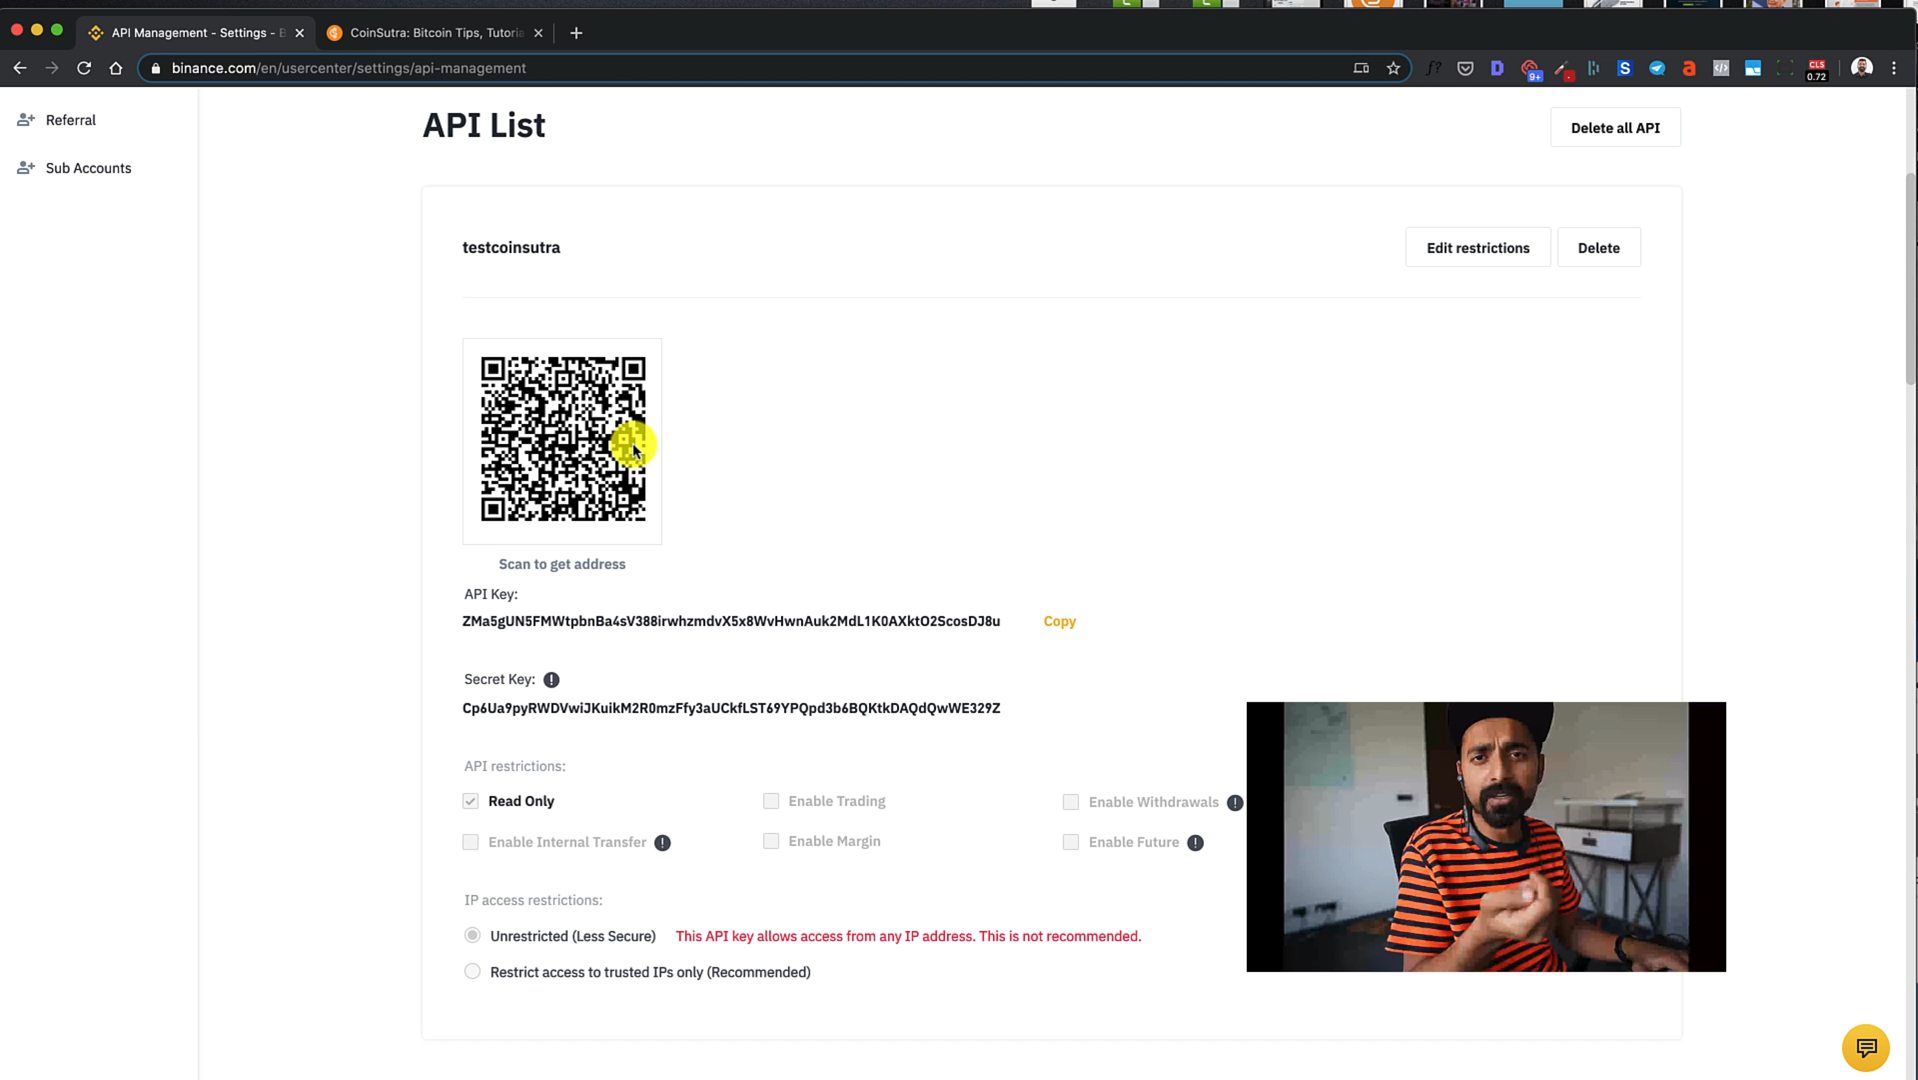 API Management - Settings - B
CoinSutra: Bitcoin Tips, Tutoria
binance.com/en/usercenter/settings/api-management
9+
CLS
0.72
Referral
Sub Accounts
API List
Delete all API
testcoinsutra
Edit restrictions
Delete
Scan to get address
API Key:
ZMa5gUN5FMWtpbnBa4sV388irwhzmdvX5x8WvHwnAuk2MdL1K0AXktO2ScosDJ8u
Copy
Secret Key:
Cp6Ua9pyRWDVwiJKuikM2R0mzFfy3aUCkfLST69YPQpd3b6BQKtkDAQdQwWE329Z
API restrictions:
Read Only
Enable Trading
Enable Withdrawals
Enable Internal Transfer
Enable Margin
Enable Future
IP access restrictions:
Unrestricted (Less Secure)
This API key allows access from any IP address. This is not recommended.
Restrict access to trusted IPs only (Recommended)